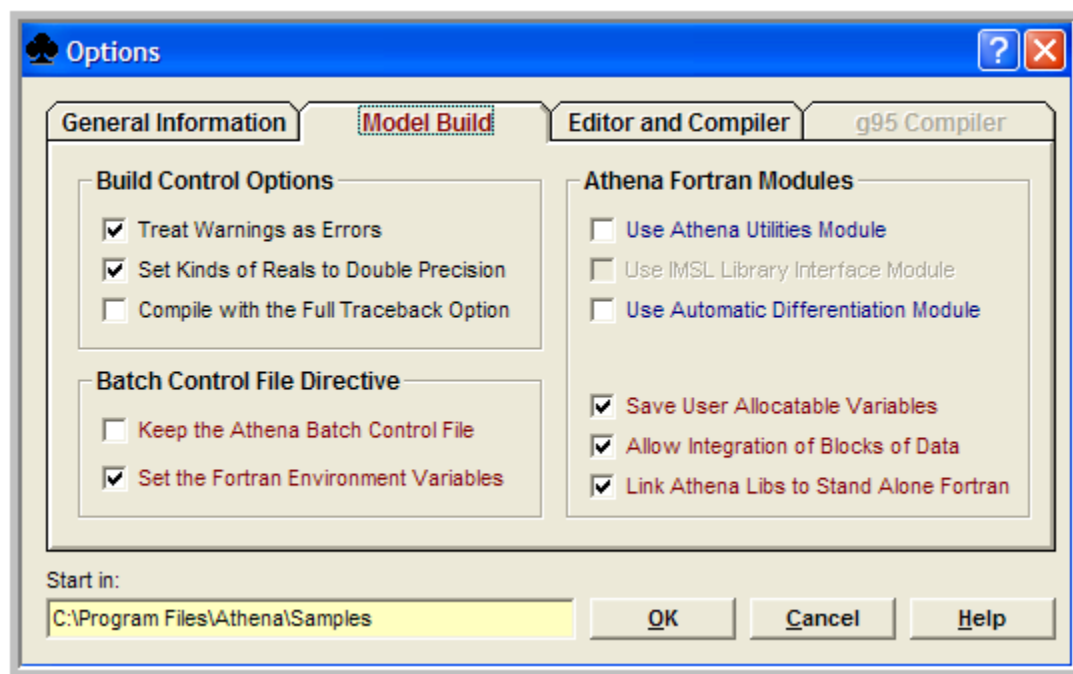 Options
General Information
Model Build
Editor and Compiler
g95 Compiler
Build Control Options
Treat Warnings as Errors
Set Kinds of Reals to Double Precision
Compile with the Full Traceback Option
Batch Control File Directive
Keep the Athena Batch Control File
Set the Fortran Environment Variables
Athena Fortran Modules
Use Athena Utilities Module
Use IMSL Library Interface Module
Use Automatic Differentiation Module
Save User Allocatable Variables
Allow Integration of Blocks of Data
Link Athena Libs to Stand Alone Fortran
Start in:
C:\Program Files\Athena\Samples
OK
Cancel
Help